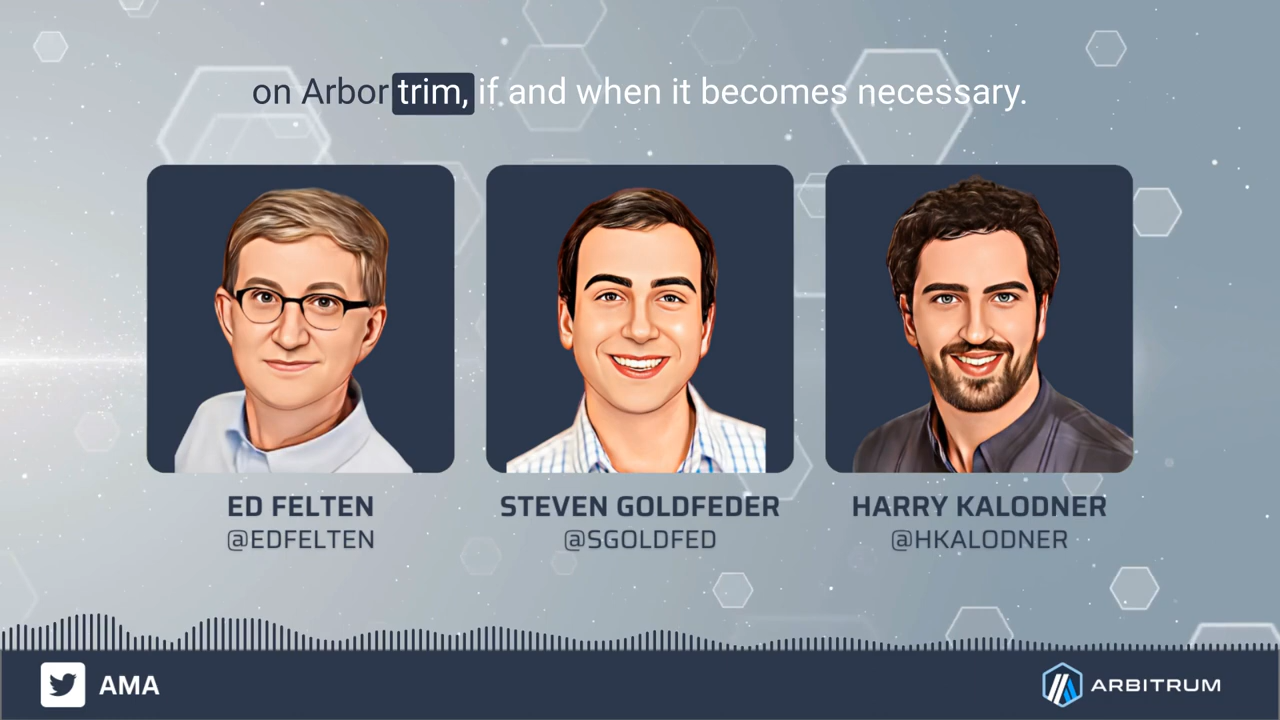 on Arbor trim, if and when it becomes necessary.
ED FELTEN
@EDFELTEN
STEVEN GOLDFEDER
@SGOLDFED
HARRY KALODNER
@HKALODNER
AMA
ARBITRUM